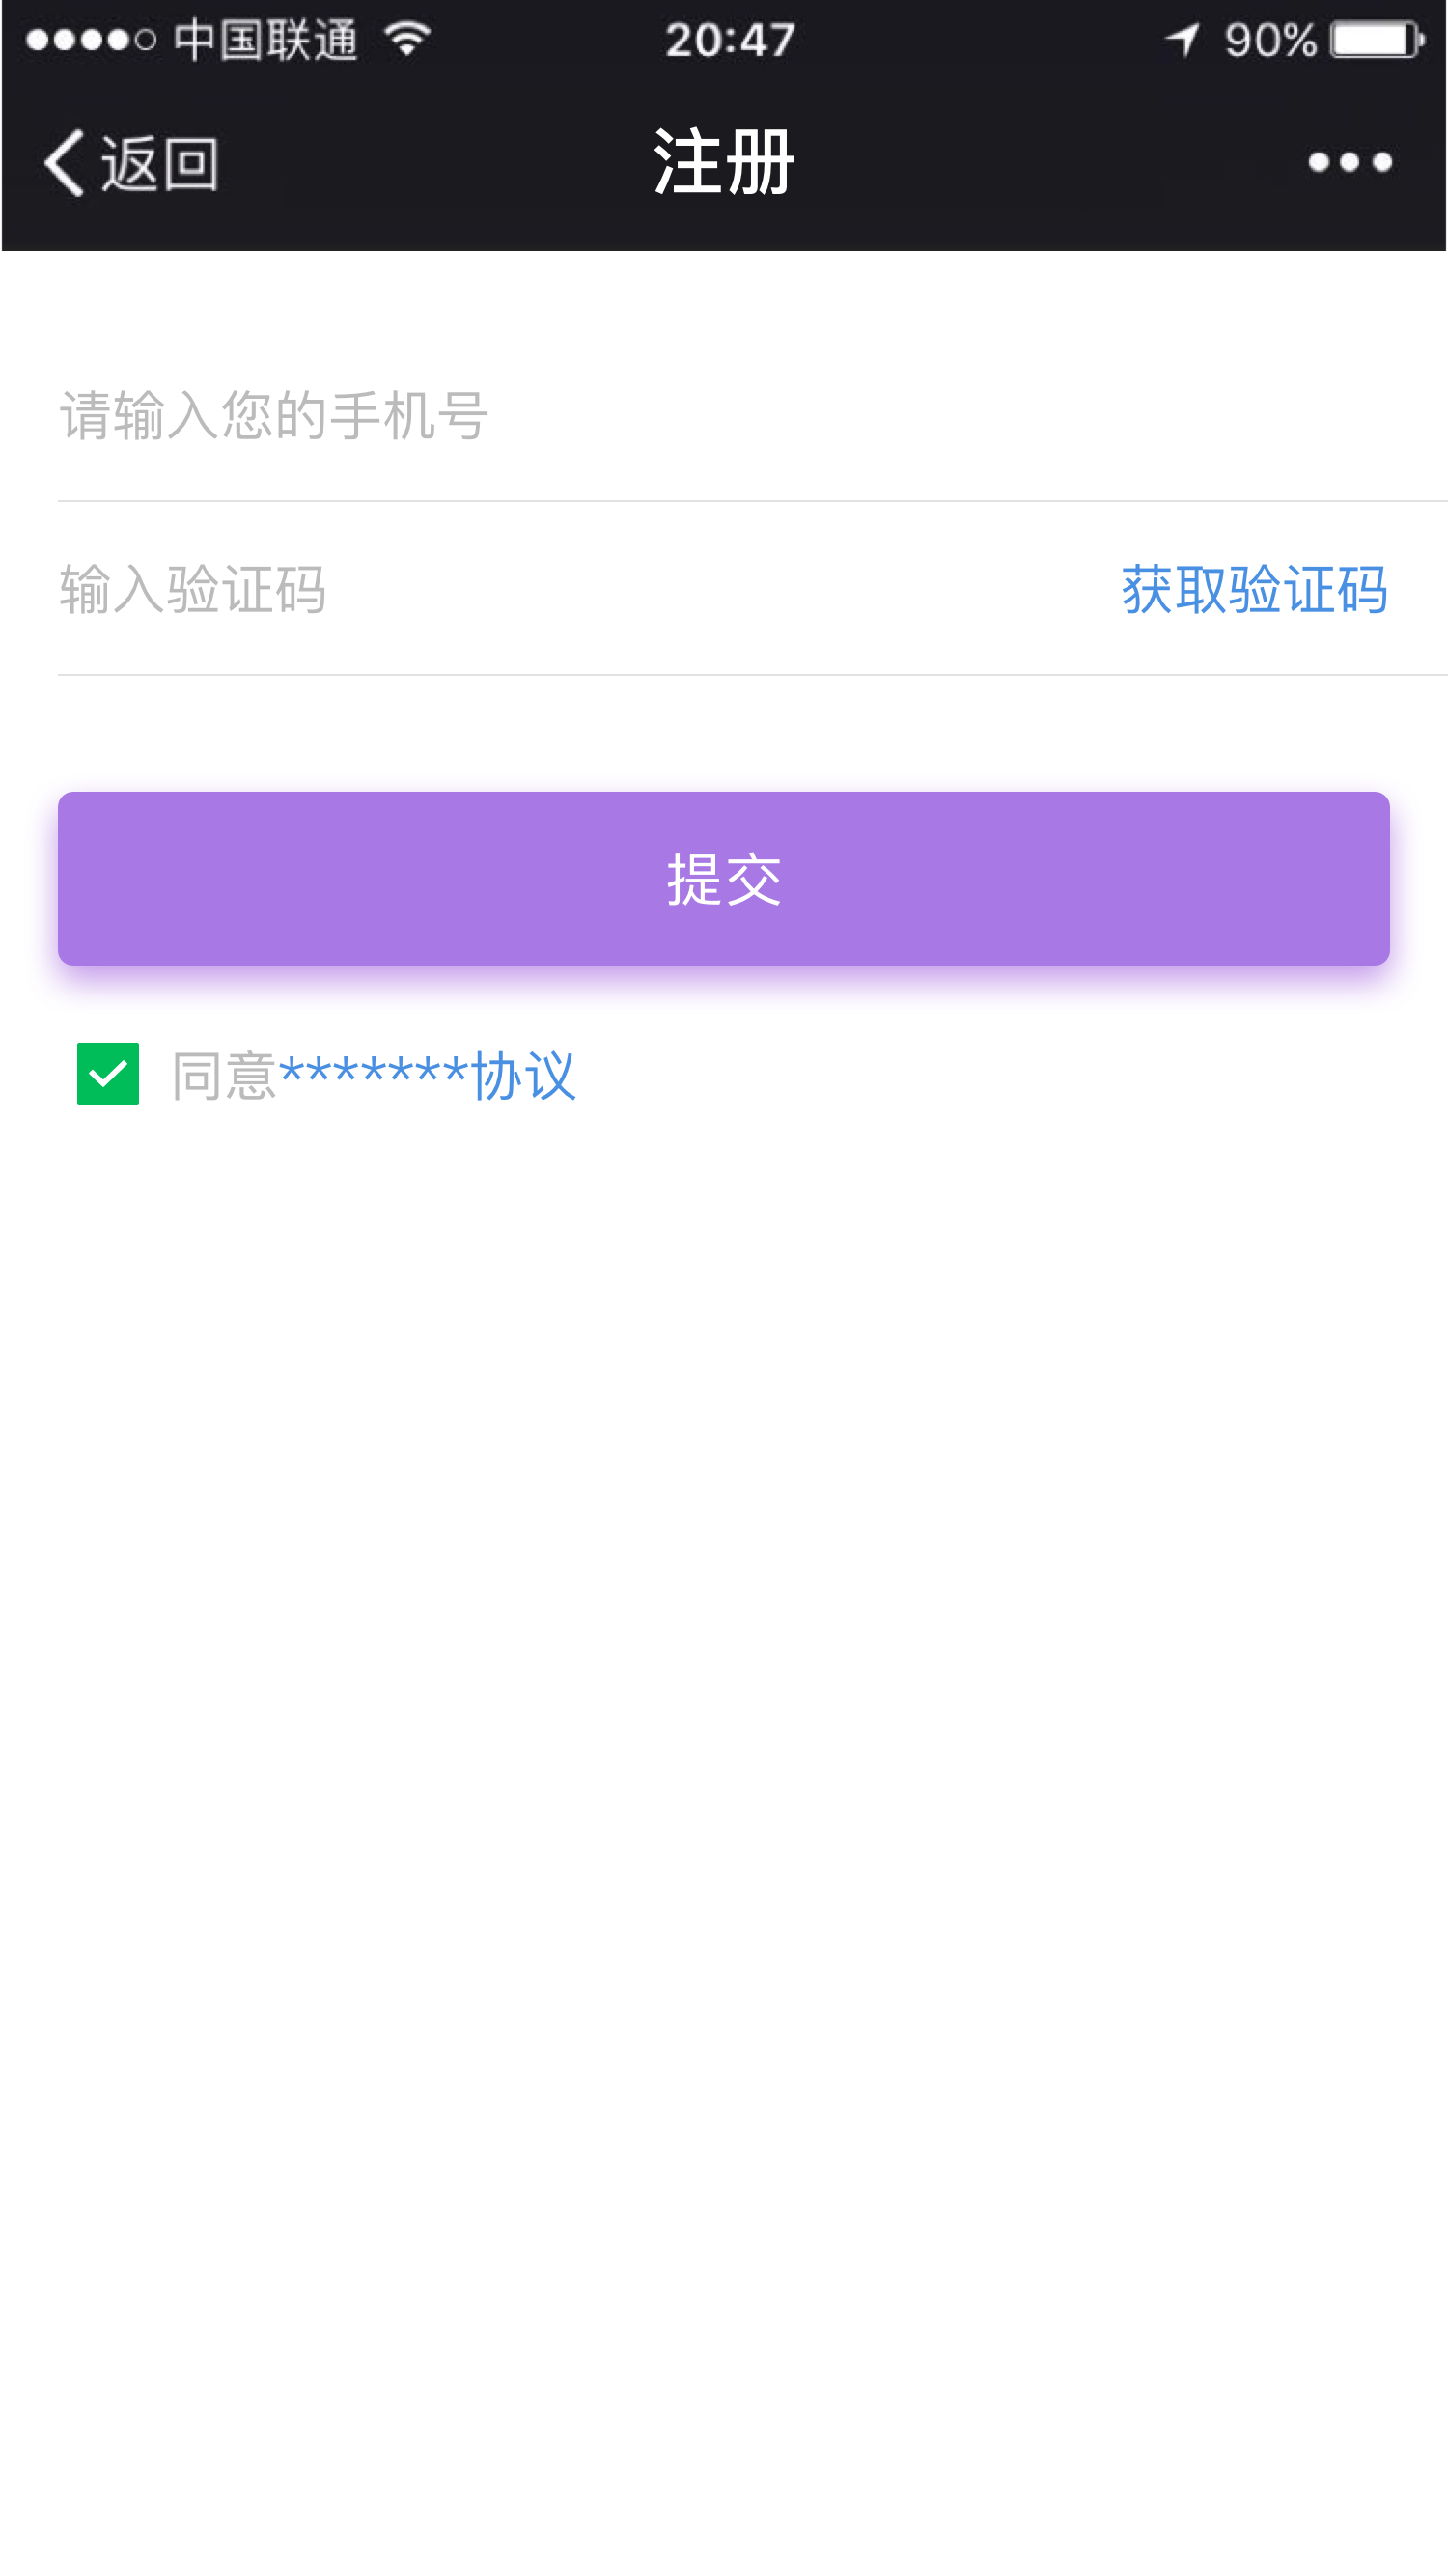 中国联通 20:47 90%
返回 注册
请输入您的手机号
输入验证码 获取验证码
提交
同意*******协议